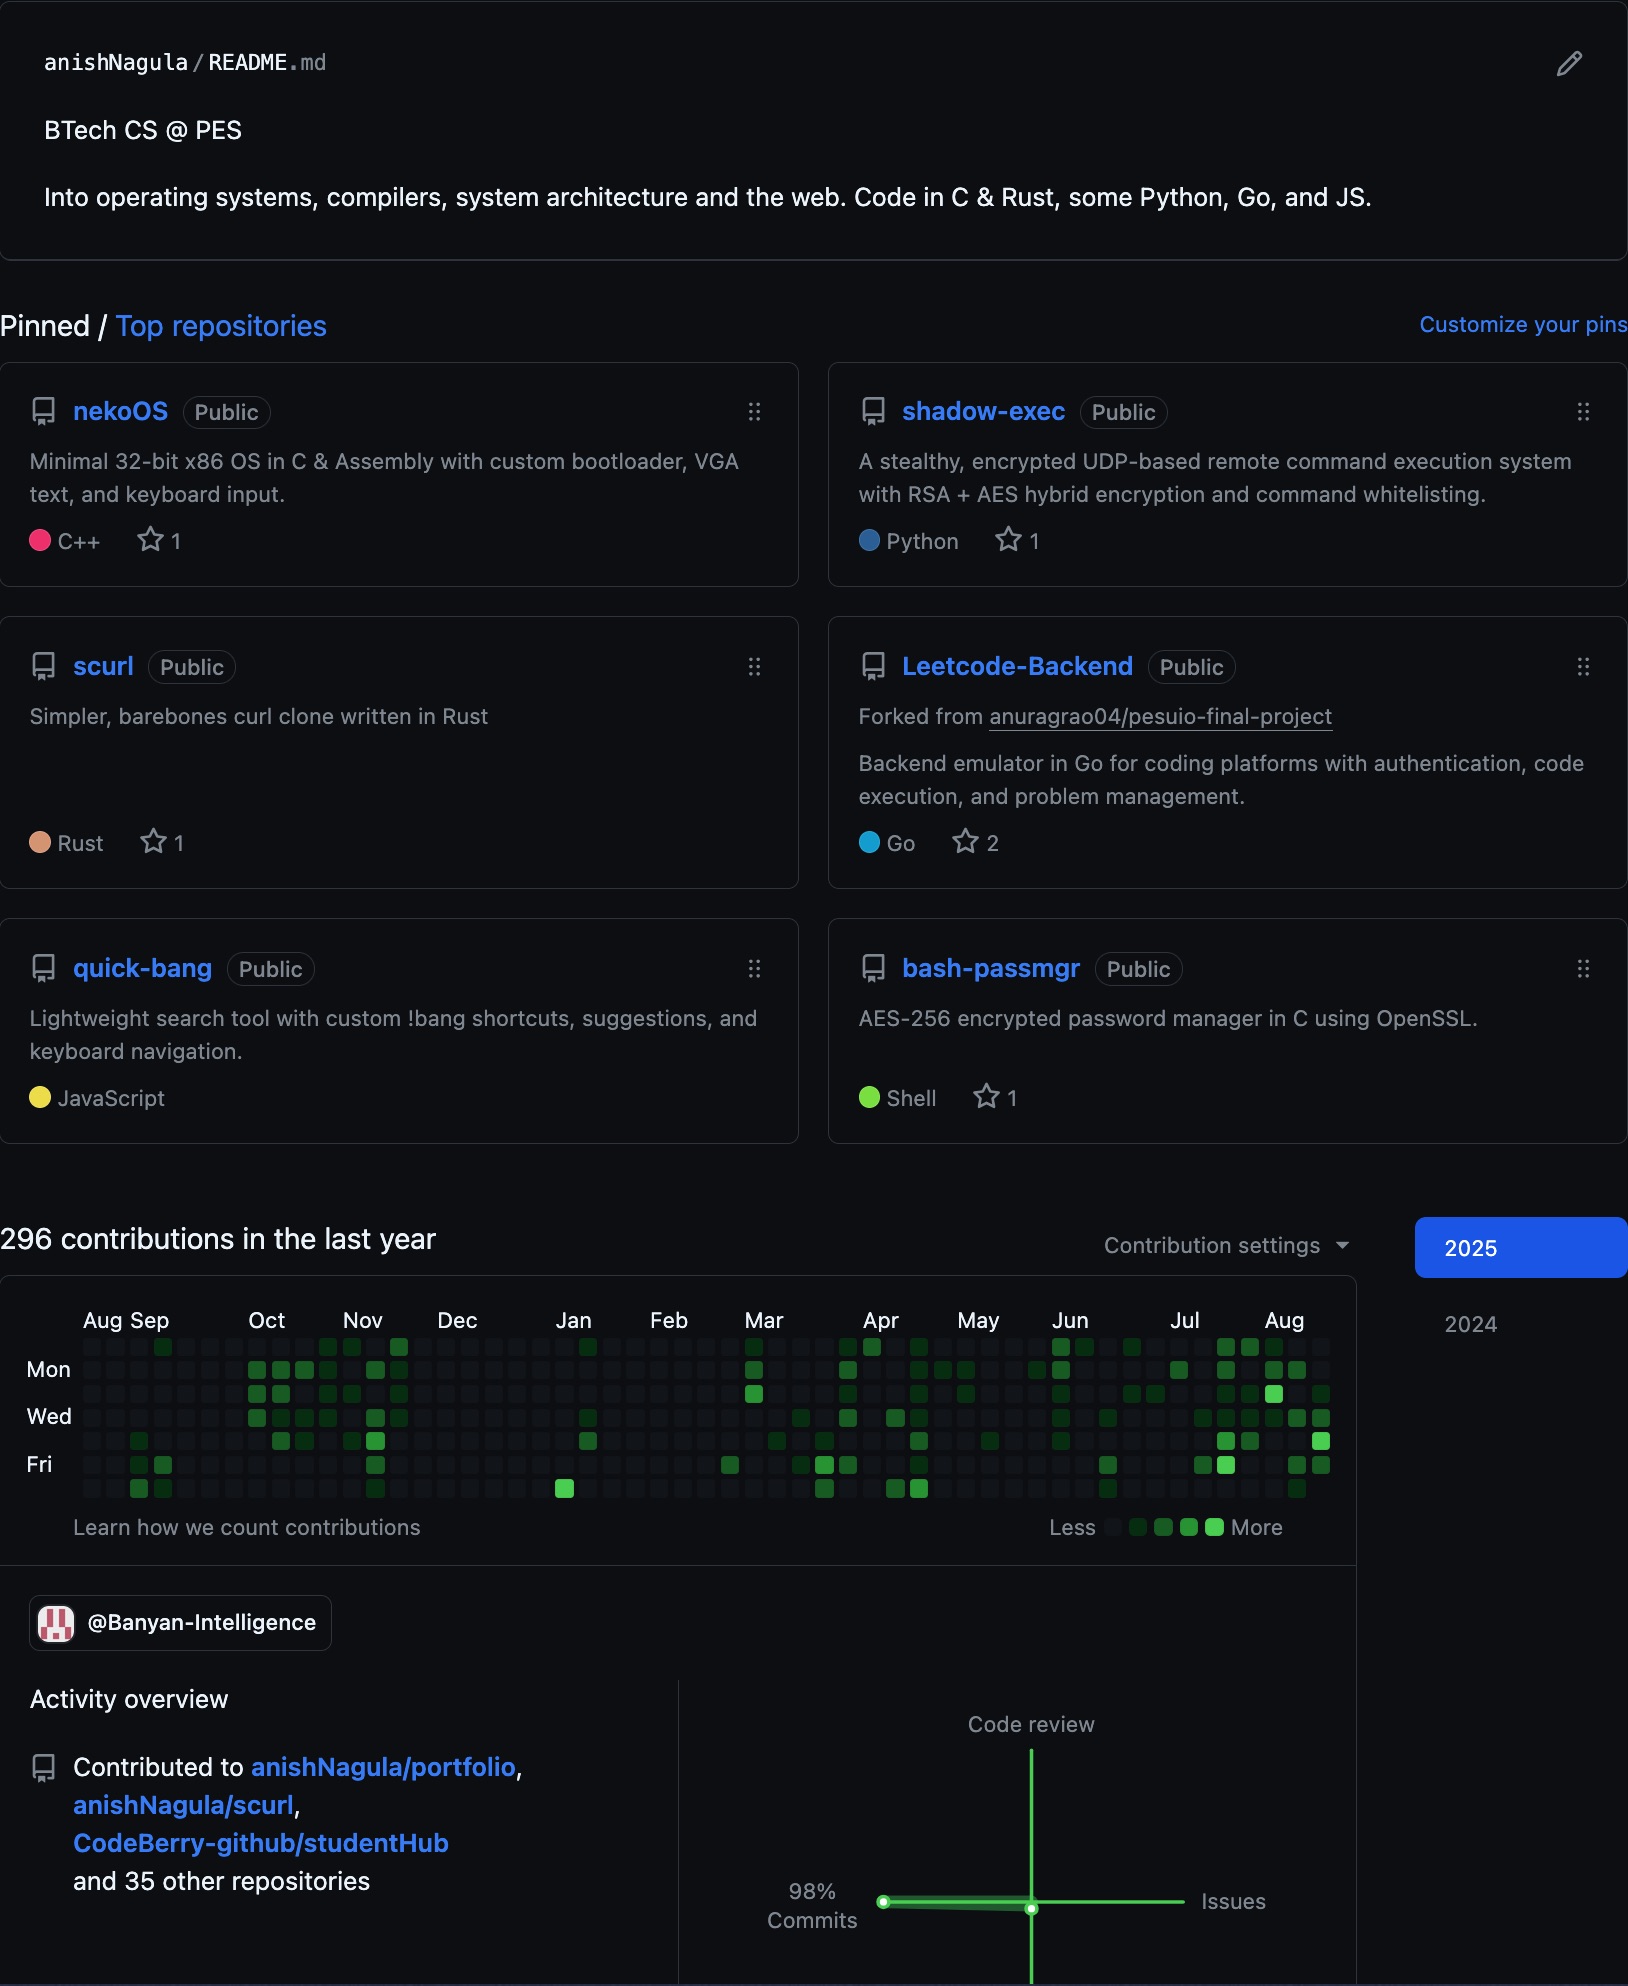 anishNagula/README.md
BTech CS @ PES
Into operating systems, compilers, system architecture and the web. Code in C & Rust, some Python, Go, and JS.
Pinned / Top repositories
Customize your pins
nekoOS Public
Minimal 32-bit x86 OS in C & Assembly with custom bootloader, VGA
text, and keyboard input.
C++ 1
shadow-exec Public
A stealthy, encrypted UDP-based remote command execution system
with RSA + AES hybrid encryption and command whitelisting.
Python 1
scurl Public
Simpler, barebones curl clone written in Rust
Rust 1
Leetcode-Backend Public
Forked from anuragrao04/pesuio-final-project
Backend emulator in Go for coding platforms with authentication, code
execution, and problem management.
Go 2
quick-bang Public
Lightweight search tool with custom !bang shortcuts, suggestions, and
keyboard navigation.
JavaScript
bash-passmgr Public
AES-256 encrypted password manager in C using OpenSSL.
Shell 1
296 contributions in the last year
Contribution settings
2025
2024
Aug Sep Oct Nov Dec Jan Feb Mar Apr May Jun Jul Aug
Mon
Wed
Fri
Learn how we count contributions
Less More
@Banyan-Intelligence
Activity overview
Contributed to anishNagula/portfolio,
anishNagula/scurl,
CodeBerry-github/studentHub
and 35 other repositories
Code review
98%
Commits
Issues